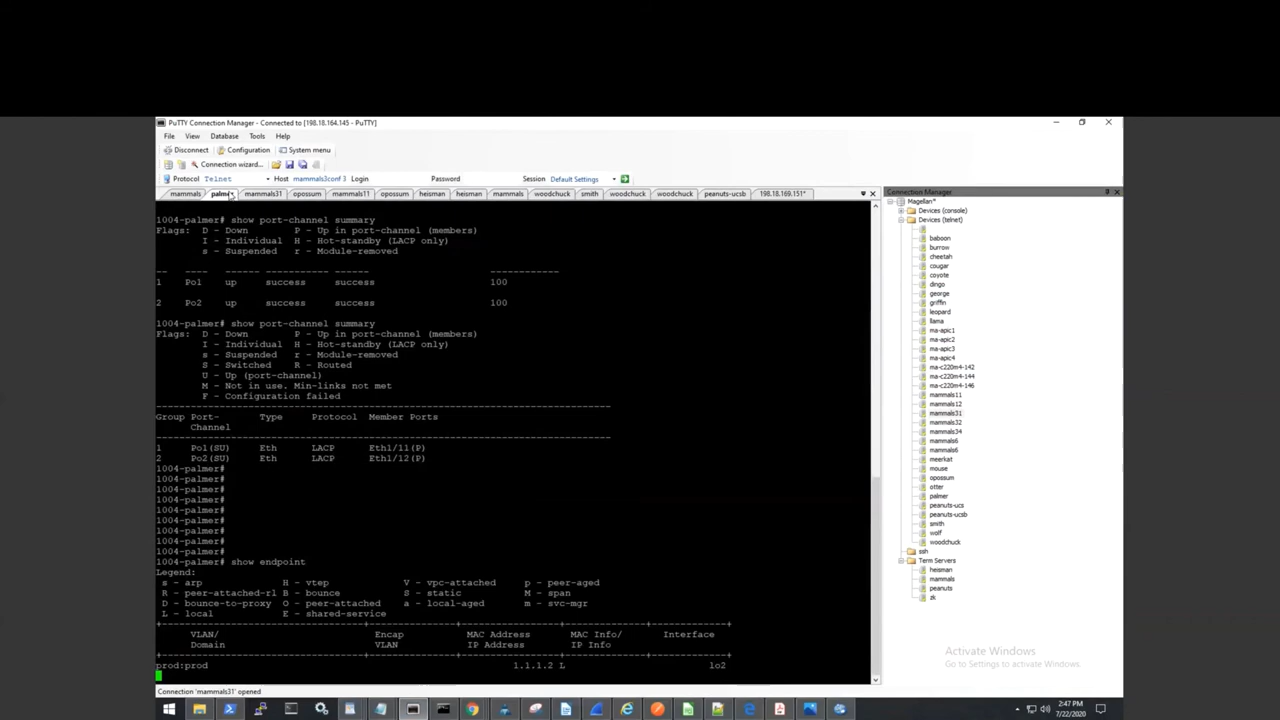 PuTTY Connection Manager - Connected to [198.18.164.145 - PuTTY]
File View Database Tools Help
Disconnect Configuration System menu
Connection wizard...
Protocol Telnet Host mammals3conf 3 Login Password Session Default Settings
mammals palmer mammals31 opossum mammals11 opossum heisman heisman mammals woodchuck smith woodchuck woodchuck peanuts-ucsb 198.18.169.151*
1004-palmer# show port-channel summary
Flags: D - Down P - Up in port-channel (members)
I - Individual H - Hot-standby (LACP only)
s - Suspended r - Module-removed
-- ---- ------ ----------- ------ ------------
1 Po1 up success success 100
2 Po2 up success success 100
1004-palmer# show port-channel summary
Flags: D - Down P - Up in port-channel (members)
I - Individual H - Hot-standby (LACP only)
s - Suspended r - Module-removed
S - Switched R - Routed
U - Up (port-channel)
M - Not in use. Min-links not met
F - Configuration failed
Group Port- Type Protocol Member Ports
Channel
1 Po1(SU) Eth LACP Eth1/11(P)
2 Po2(SU) Eth LACP Eth1/12(P)
1004-palmer#
1004-palmer#
1004-palmer#
1004-palmer#
1004-palmer#
1004-palmer#
1004-palmer#
1004-palmer#
1004-palmer#
1004-palmer# show endpoint
Legend:
s - arp H - vtep V - vpc-attached p - peer-aged
R - peer-attached-rl B - bounce S - static M - span
D - bounce-to-proxy O - peer-attached a - local-aged m - svc-mgr
L - local E - shared-service
VLAN/ Encap MAC Address MAC Info/ Interface
Domain VLAN IP Address IP Info
prod:prod 1.1.1.2 L lo2
Connection 'mammals31' opened
Connection Manager
Magellan*
Devices (console)
Devices (telnet)
baboon
burrow
cheetah
cougar
coyote
dingo
george
griffin
leopard
llama
ma-apic1
ma-apic2
ma-apic3
ma-apic4
ma-c220m4-142
ma-c220m4-144
ma-c220m4-146
mammals11
mammals12
mammals31
mammals32
mammals34
mammals6
mammals6
meerkat
mouse
opossum
otter
palmer
peanuts-ucs
peanuts-ucsb
smith
wolf
woodchuck
ssh
Term Servers
heisman
mammals
peanuts
zk
Activate Windows
Go to Settings to activate Windows.
2:47 PM
7/22/2020